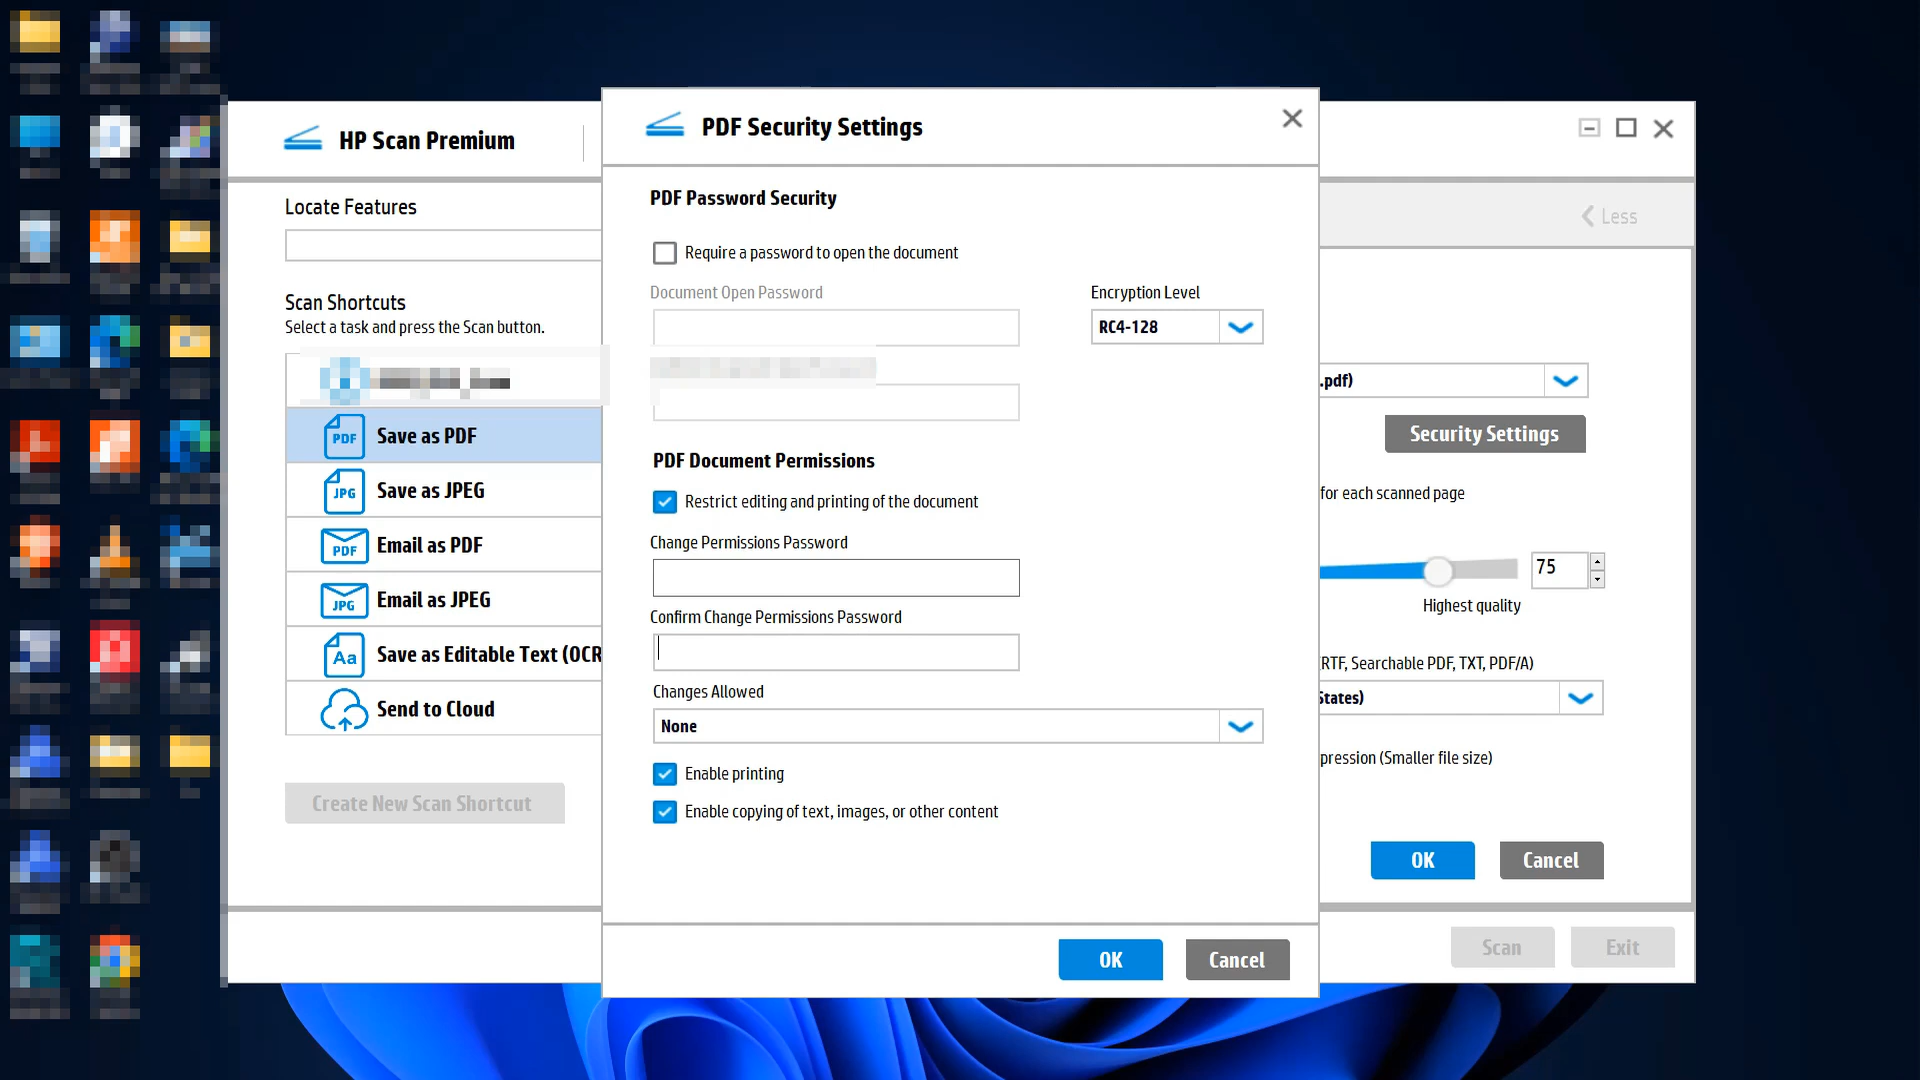 HP Scan Premium
Locate Features
Scan Shortcuts
Select a task and press the Scan button.
PDF
Save as PDF
JPG
Save as JPEG
PDF
Email as PDF
JPG
Email as JPEG
Aa
Save as Editable Text (OCR
Send to Cloud
Create New Scan Shortcut
PDF Security Settings
PDF Password Security
Require a password to open the document
Document Open Password
Encryption Level
RC4-128
PDF Document Permissions
Restrict editing and printing of the document
Change Permissions Password
Confirm Change Permissions Password
Changes Allowed
None
Enable printing
Enable copying of text, images, or other content
OK
Cancel
Less
.pdf)
Security Settings
for each scanned page
75
Highest quality
RTF, Searchable PDF, TXT, PDF/A)
States)
pression (Smaller file size)
OK
Cancel
Scan
Exit